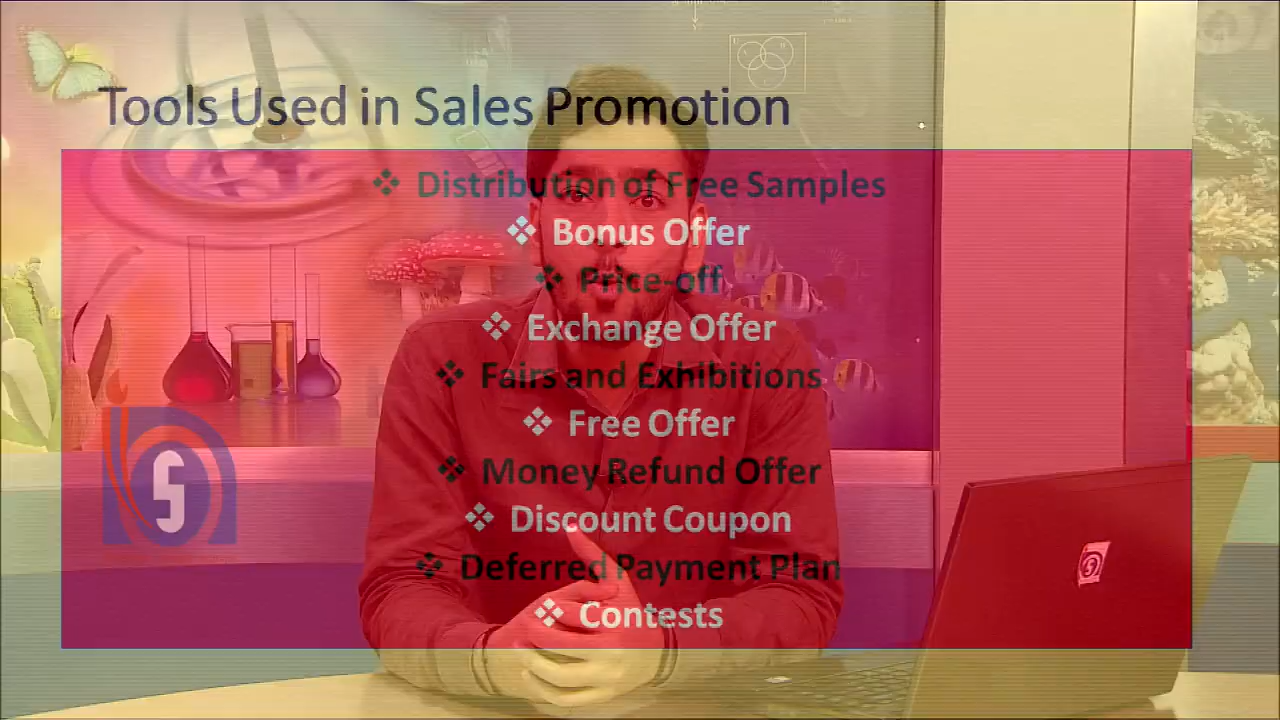 Tools Used in Sales Promotion
❖ Distribution of Free Samples
❖ Bonus Offer
❖ Price-off
❖ Exchange Offer
❖ Fairs and Exhibitions
❖ Free Offer
❖ Money Refund Offer
❖ Discount Coupon
❖ Deferred Payment Plan
❖ Contests